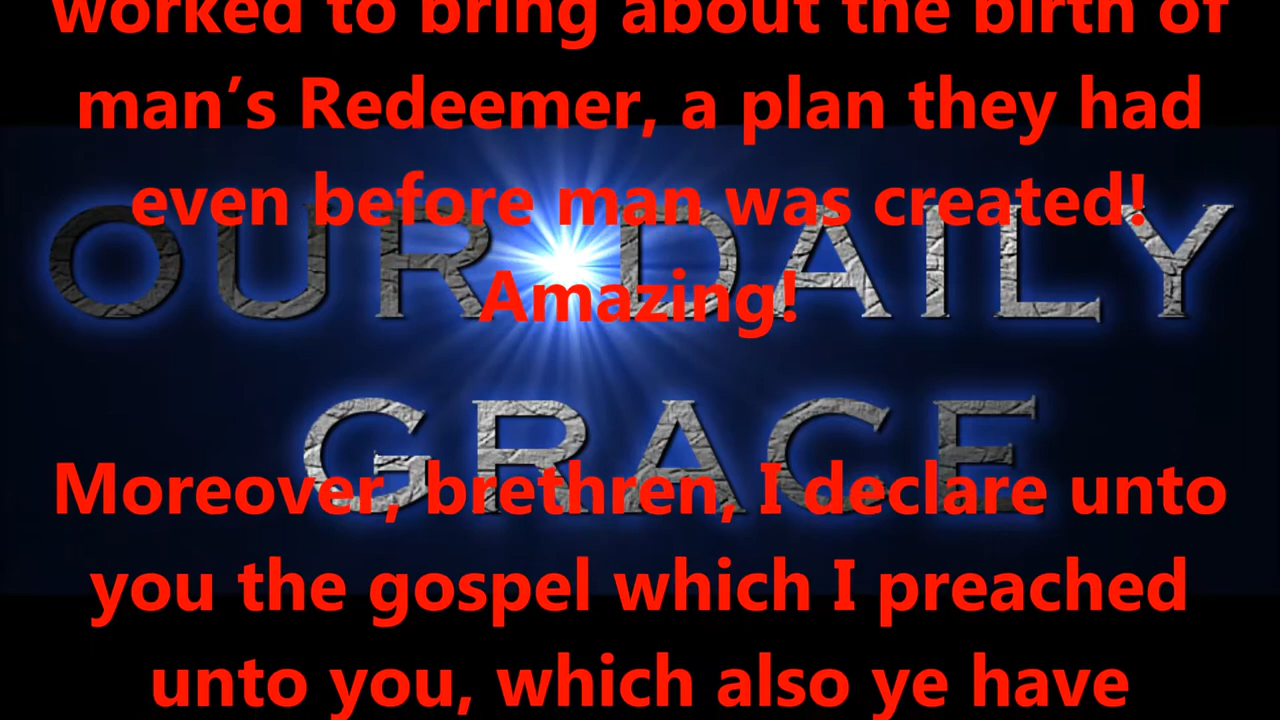 worked to bring about the birth of
man’s Redeemer, a plan they had
even before man was created!
OUR DAILY
Amazing!
GRACE
Moreover, brethren, I declare unto
you the gospel which I preached
unto you, which also ye have